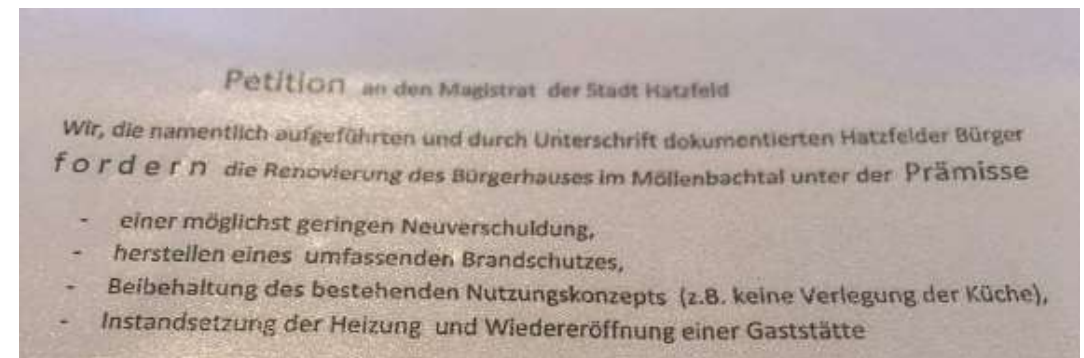 Petition an den Magistrat der Stadt Hatzfeld
Wir, die namentlich aufgeführten und durch Unterschrift dokumentierten Hatzfelder Bürger
f o r d e r n die Renovierung des Bürgerhauses im Möllenbachtal unter der Prämisse
- einer möglichst geringen Neuverschuldung,
- herstellen eines umfassenden Brandschutzes,
- Beibehaltung des bestehenden Nutzungskonzepts (z.B. keine Verlegung der Küche),
- Instandsetzung der Heizung und Wiedereröffnung einer Gaststätte